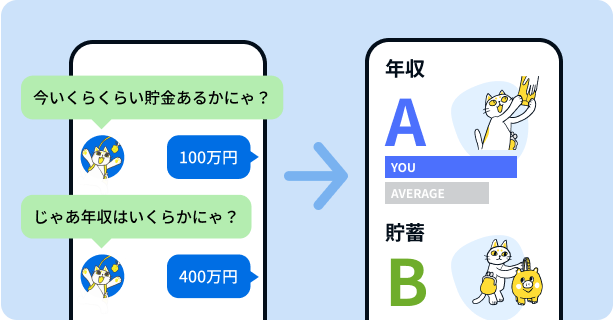 今いくらくらい貯金あるかにゃ？
100万円
じゃあ年収はいくらかにゃ？
400万円
年収
A
YOU
AVERAGE
貯蓄
B